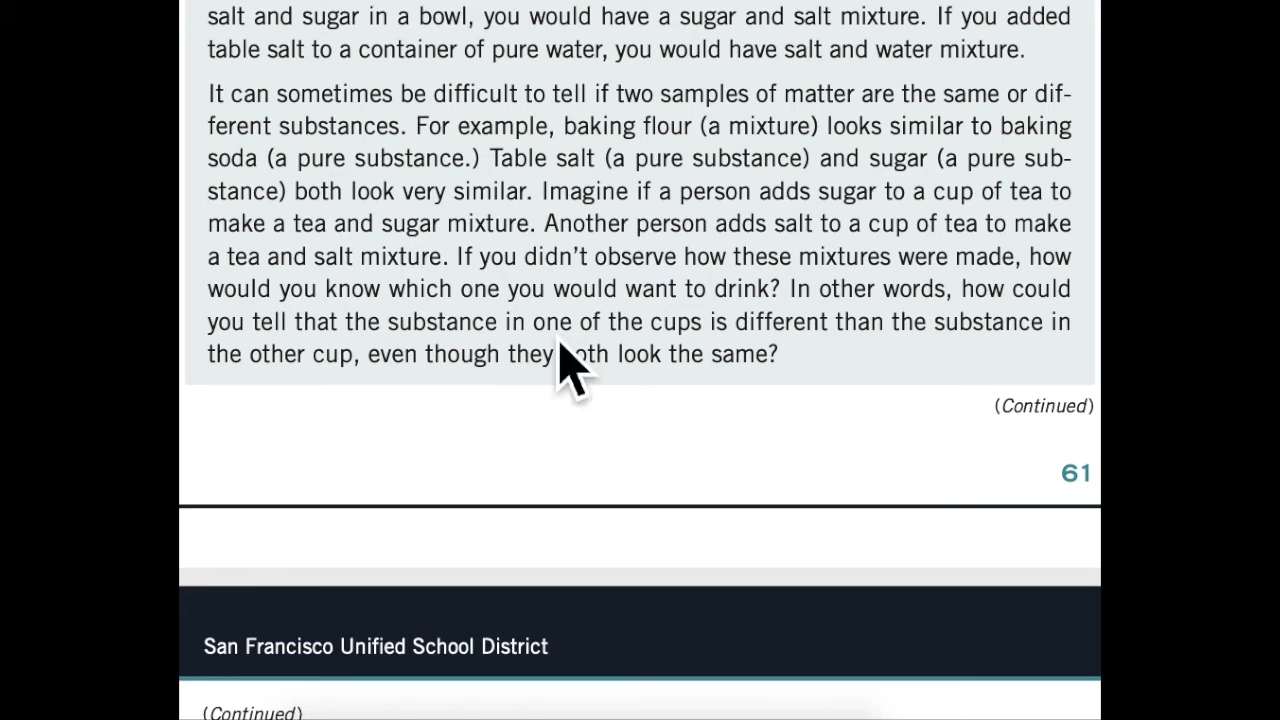 salt and sugar in a bowl, you would have a sugar and salt mixture. If you added
table salt to a container of pure water, you would have salt and water mixture.
It can sometimes be difficult to tell if two samples of matter are the same or dif-
ferent substances. For example, baking flour (a mixture) looks similar to baking
soda (a pure substance.) Table salt (a pure substance) and sugar (a pure sub-
stance) both look very similar. Imagine if a person adds sugar to a cup of tea to
make a tea and sugar mixture. Another person adds salt to a cup of tea to make
a tea and salt mixture. If you didn’t observe how these mixtures were made, how
would you know which one you would want to drink? In other words, how could
you tell that the substance in one of the cups is different than the substance in
the other cup, even though they both look the same?
(Continued)
61
San Francisco Unified School District
(Continued)